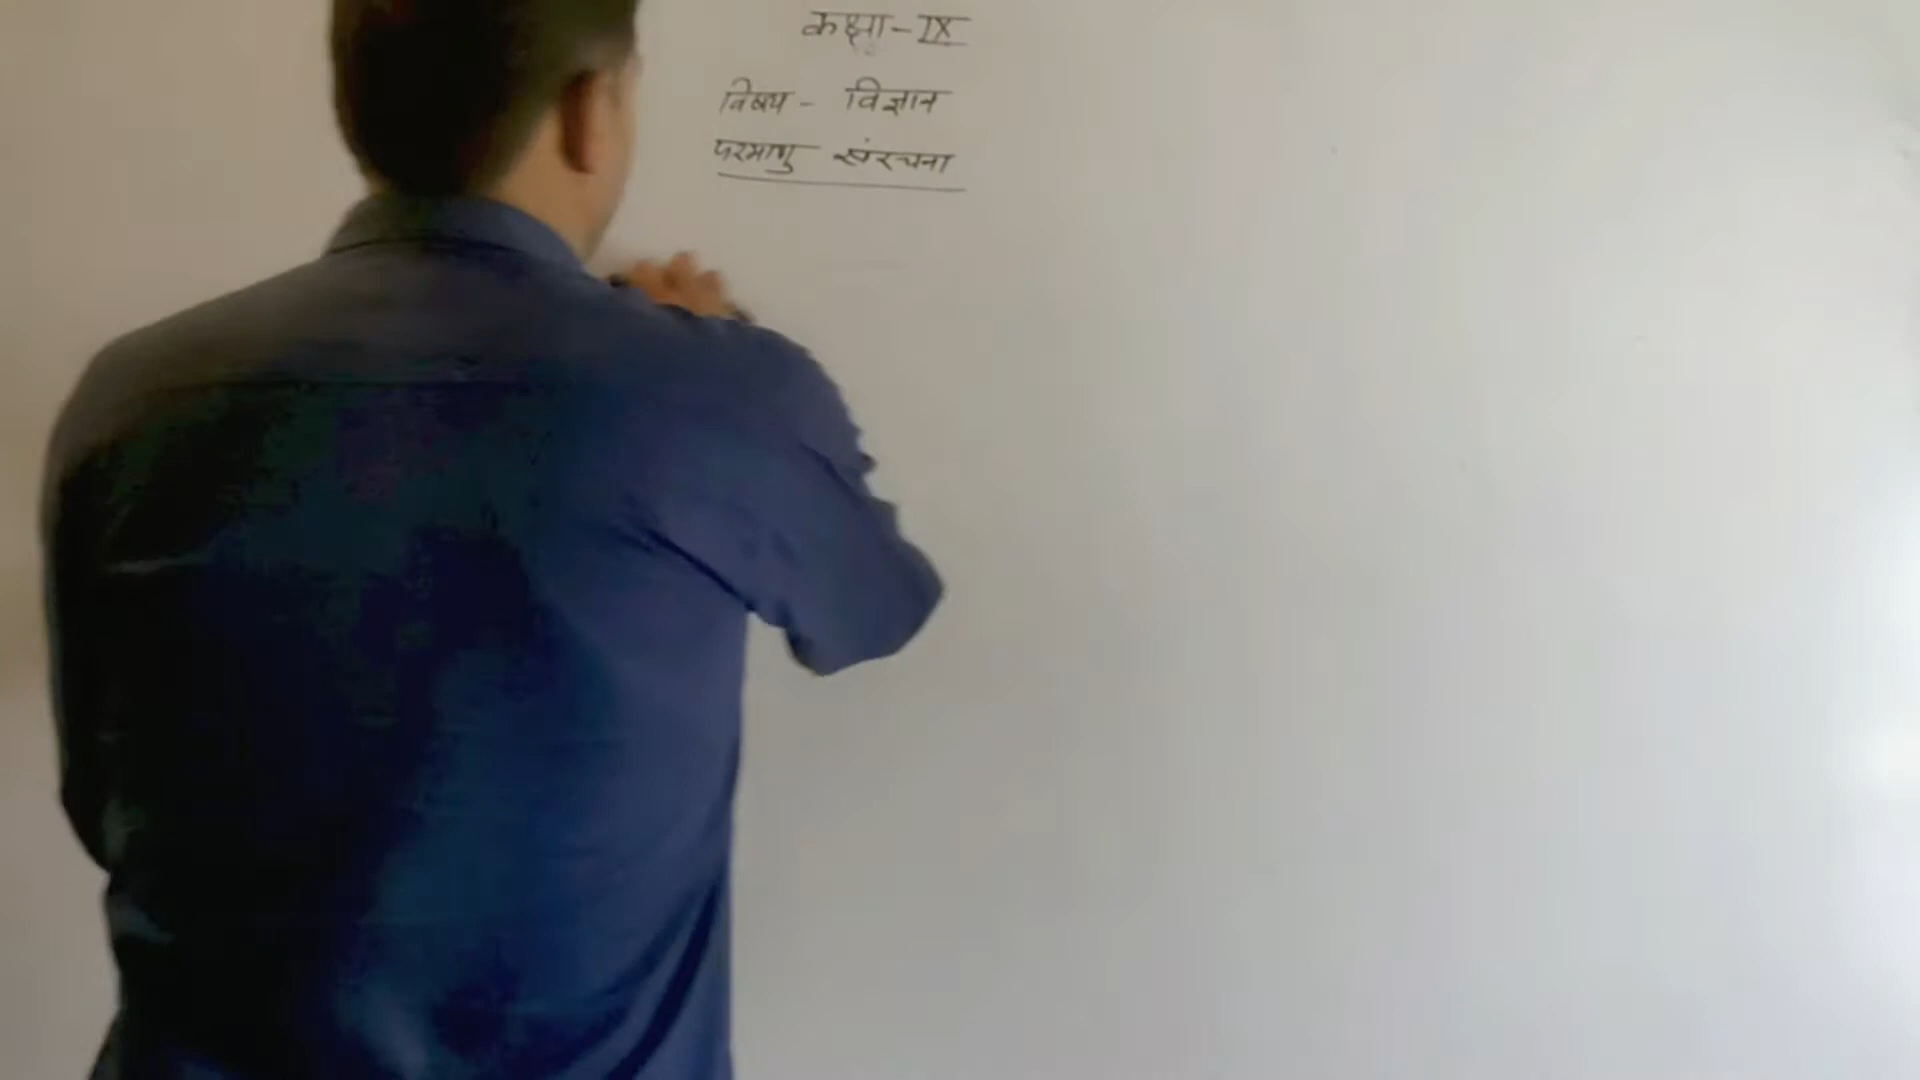 कक्षा - IX
विषय - विज्ञान
परमाणु संरचना